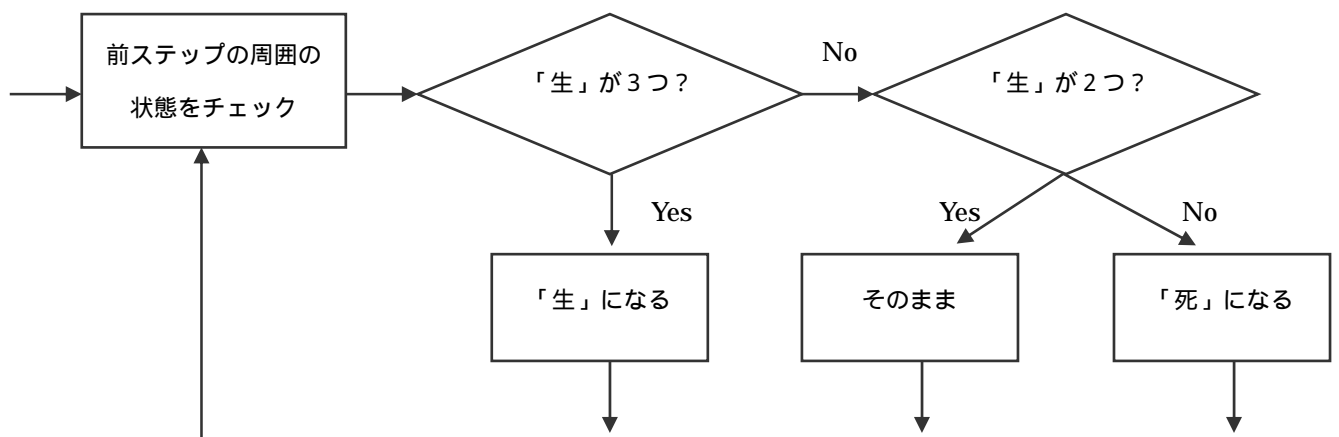 前ステップの周囲の
状態をチェック
「生」が3つ？
No
「生」が2つ？
Yes
Yes
No
「生」になる
そのまま
「死」になる